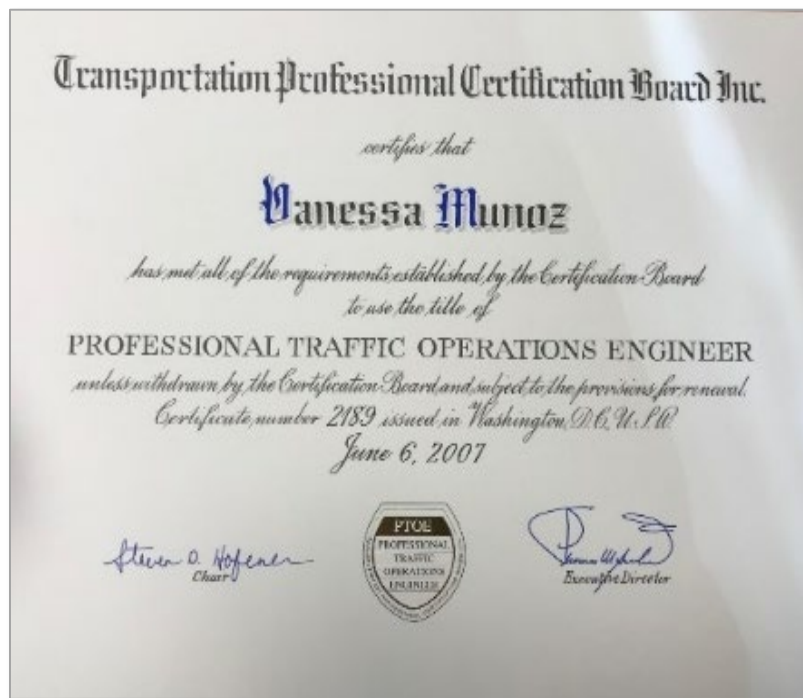 Transportation Professional Certification Board Inc.
certifies that
Vanessa Munoz
has met all of the requirements established by the Certification Board
to use the title of
PROFESSIONAL TRAFFIC OPERATIONS ENGINEER
unless withdrawn by the Certification Board and subject to the provisions for renewal.
Certificate number 2189 issued in Washington, D.C., U.S.A.
June 6, 2007
Steven D. Hofener
Chair
PTOE
PROFESSIONAL
TRAFFIC
OPERATIONS
ENGINEER
Executive Director